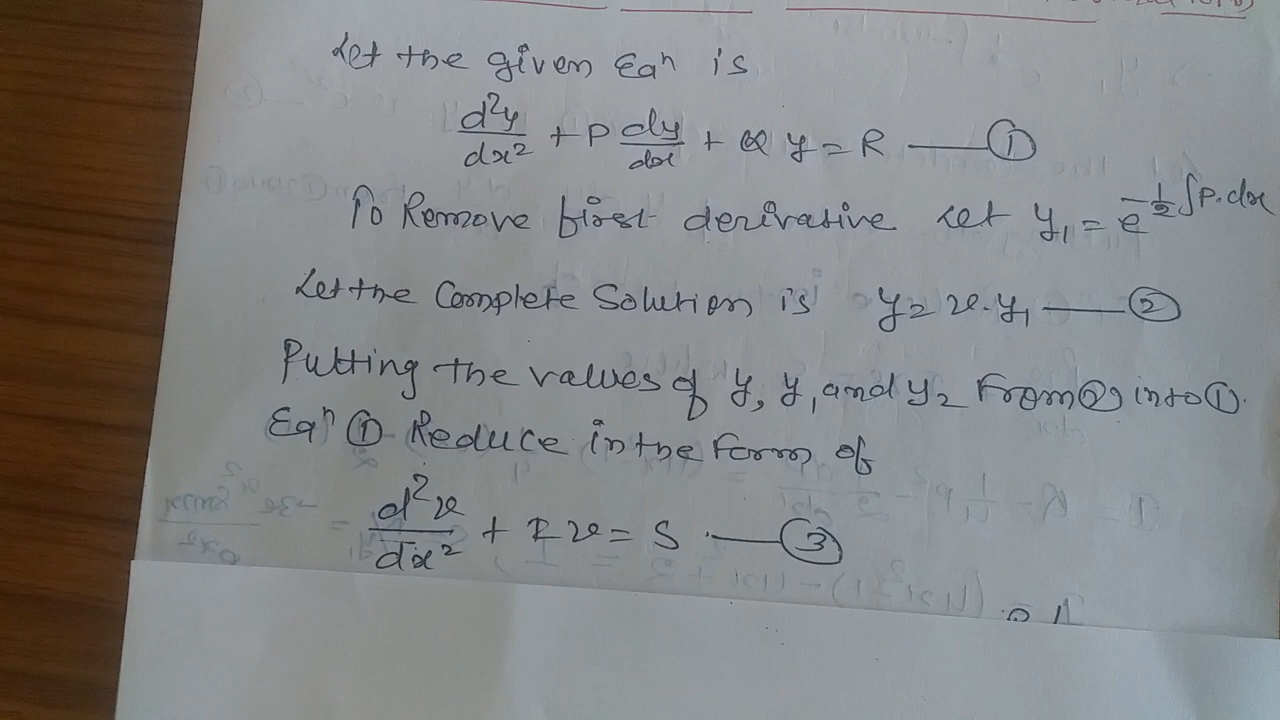 Let the given Eqⁿ is
d²y/dx² + P dy/dx + Q y = R —— ①
To Remove first derivative let y₁ = e^(-1/2 ∫P.dx)
Let the Complete Solution is y = v.y₁ —— ②
Putting the values of y, y₁ and y₂ From ② into ①.
Eqⁿ ① Reduce in the form of
d²v/dx² + I v = S —— ③